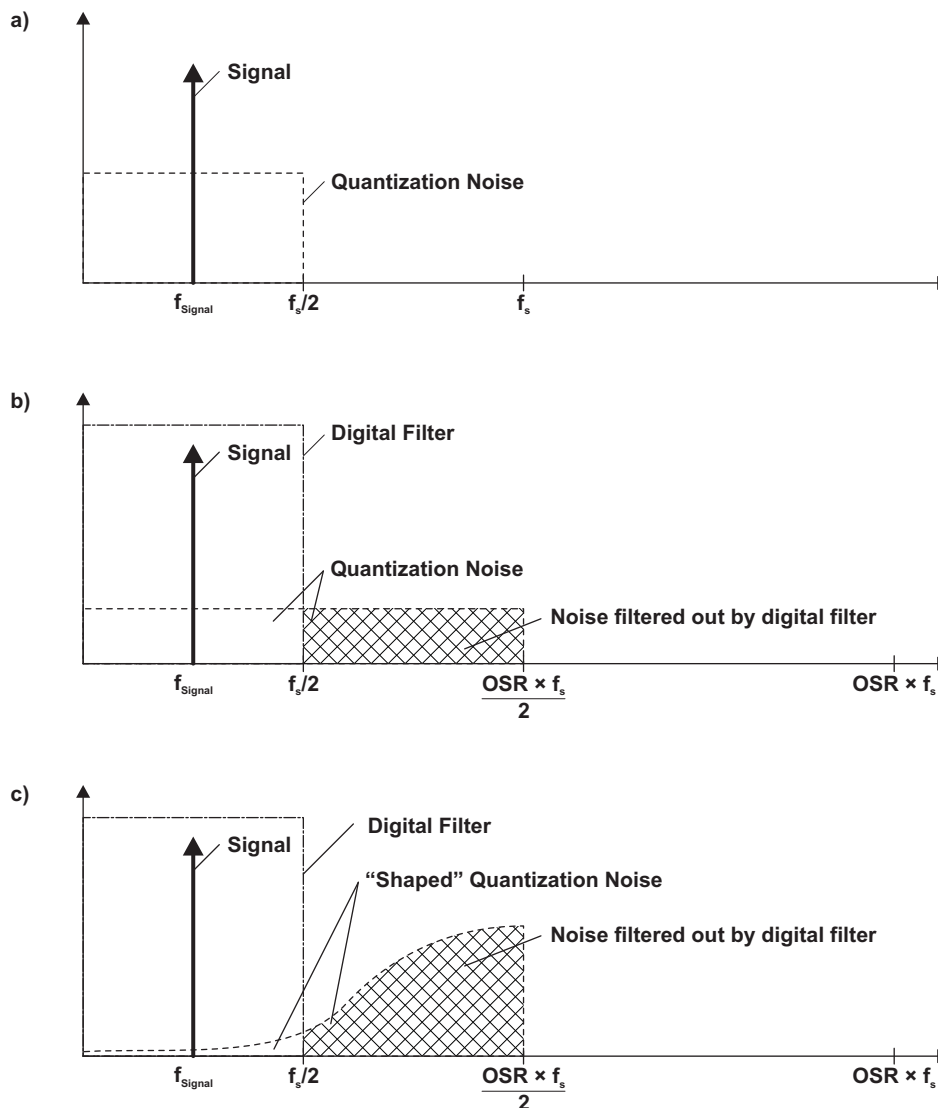 a)
Signal
Quantization Noise
fSignal
fs/2
fs
b)
Digital Filter
Signal
Quantization Noise
Noise filtered out by digital filter
fSignal
fs/2
OSR × fs
2
OSR × fs
c)
Digital Filter
Signal
“Shaped” Quantization Noise
Noise filtered out by digital filter
fSignal
fs/2
OSR × fs
2
OSR × fs